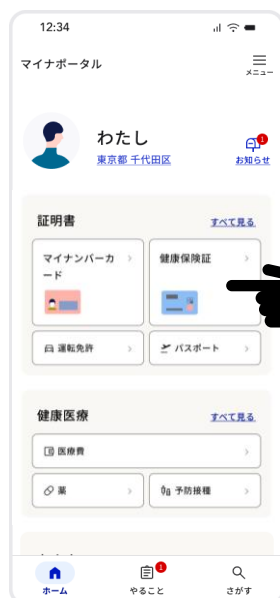 12:34
マイナポータル
メニュー
わたし
東京都 千代田区
1
お知らせ
証明書
すべて見る
マイナンバーカ
ード
健康保険証
運転免許
パスポート
健康医療
すべて見る
医療費
薬
予防接種
1
ホーム
やること
さがす